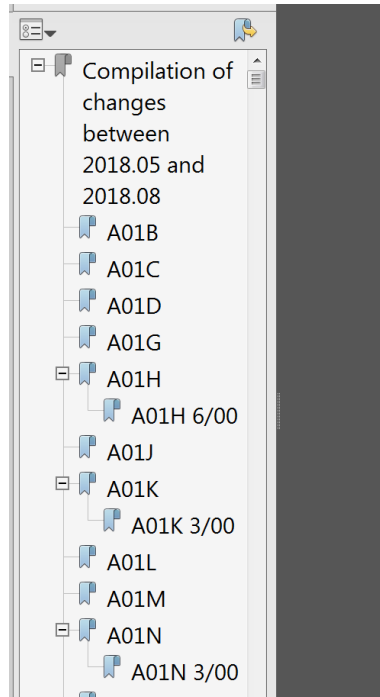 Compilation of
changes
between
2018.05 and
2018.08
A01B
A01C
A01D
A01G
A01H
A01H 6/00
A01J
A01K
A01K 3/00
A01L
A01M
A01N
A01N 3/00